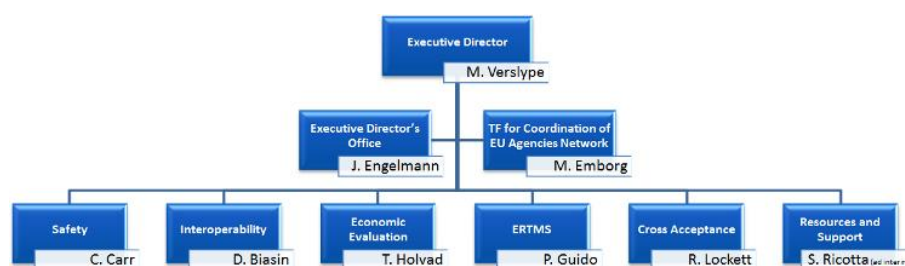 Executive Director
M. Verslype
Executive Director's
Office
J. Engelmann
TF for Coordination of
EU Agencies Network
M. Emborg
Safety
C. Carr
Interoperability
D. Biasin
Economic
Evaluation
T. Holvad
ERTMS
P. Guido
Cross Acceptance
R. Lockett
Resources and
Support
S. Ricotta